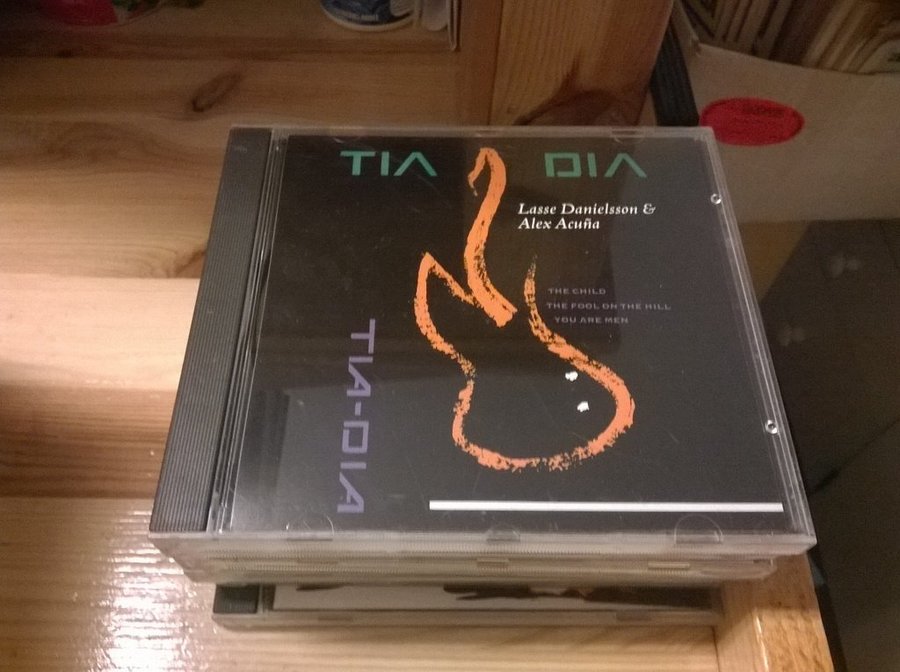 TIA DIA
Lasse Danielsson &
Alex Acuña
THE CHILD
THE FOOL ON THE HILL
YOU ARE MEN
TIA-DIA